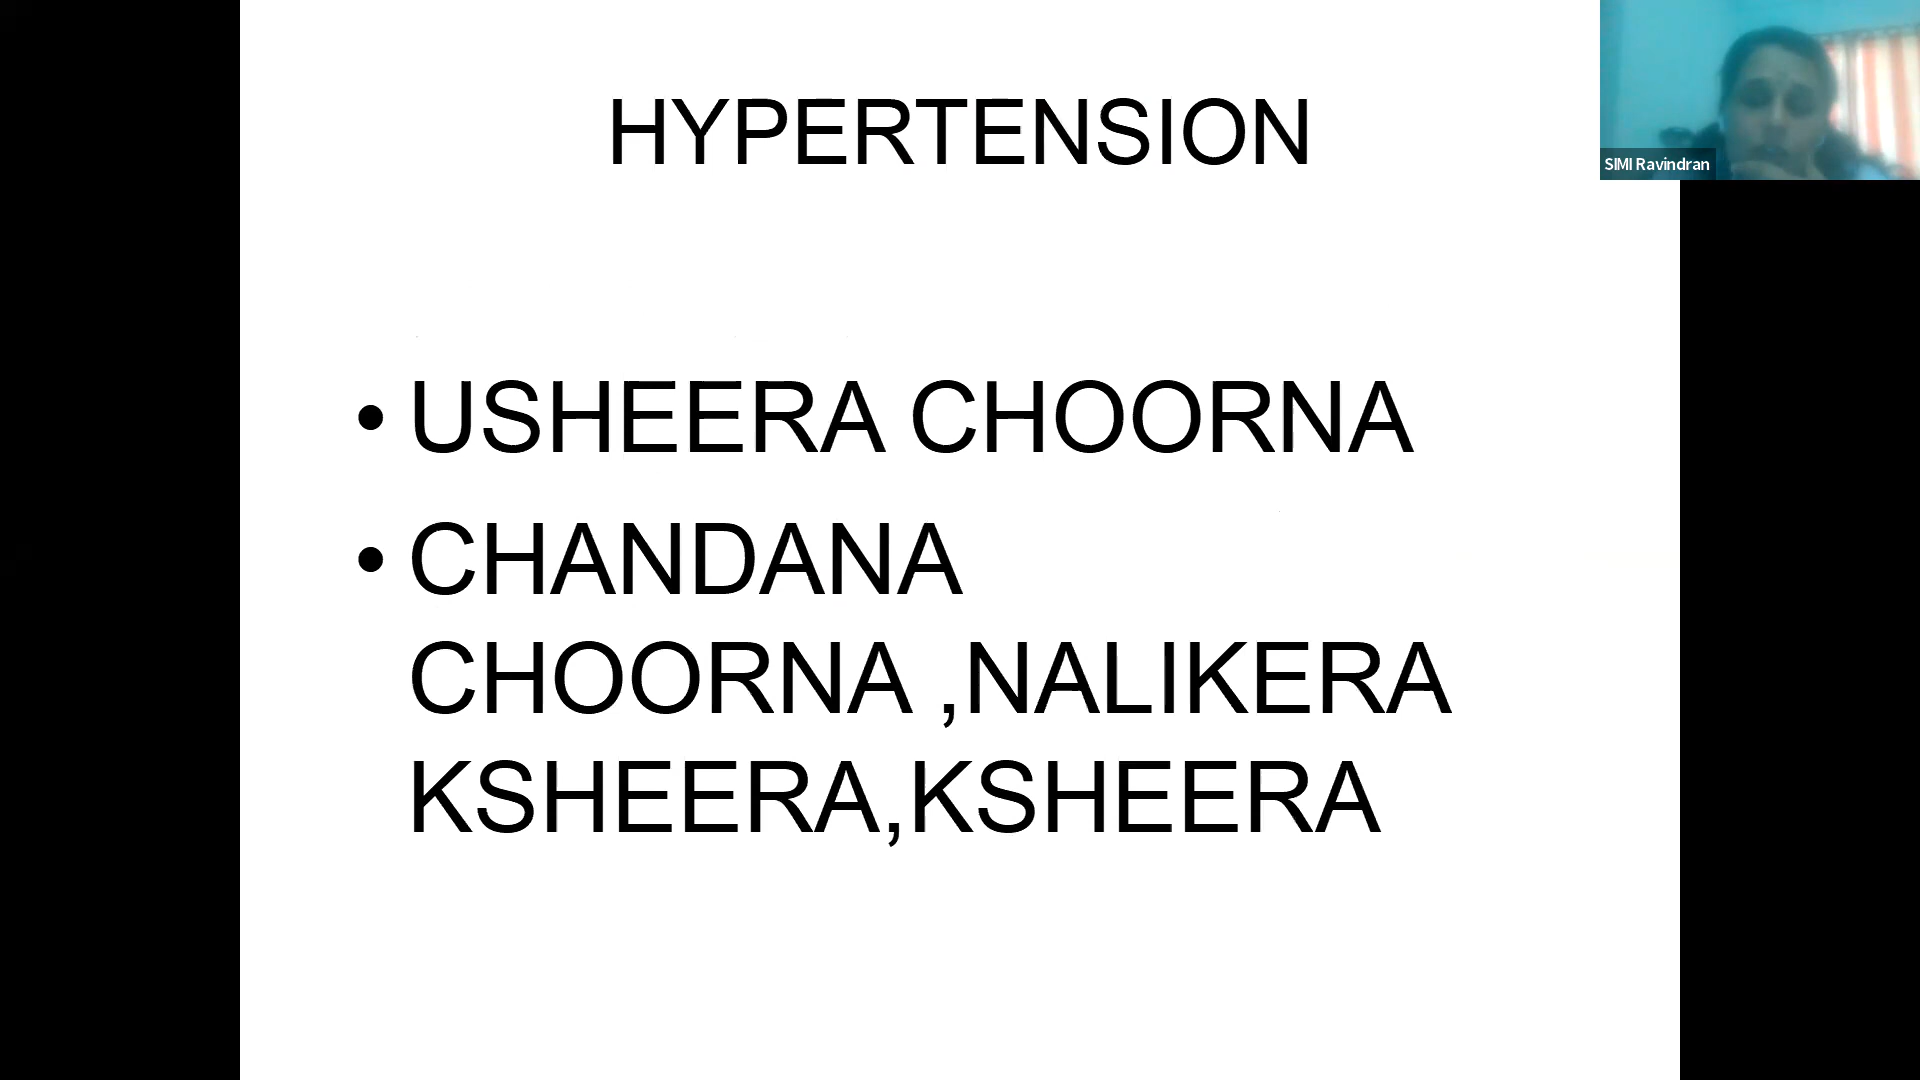 HYPERTENSION
SIMI Ravindran
• USHEERA CHOORNA
• CHANDANA
CHOORNA ,NALIKERA
KSHEERA,KSHEERA